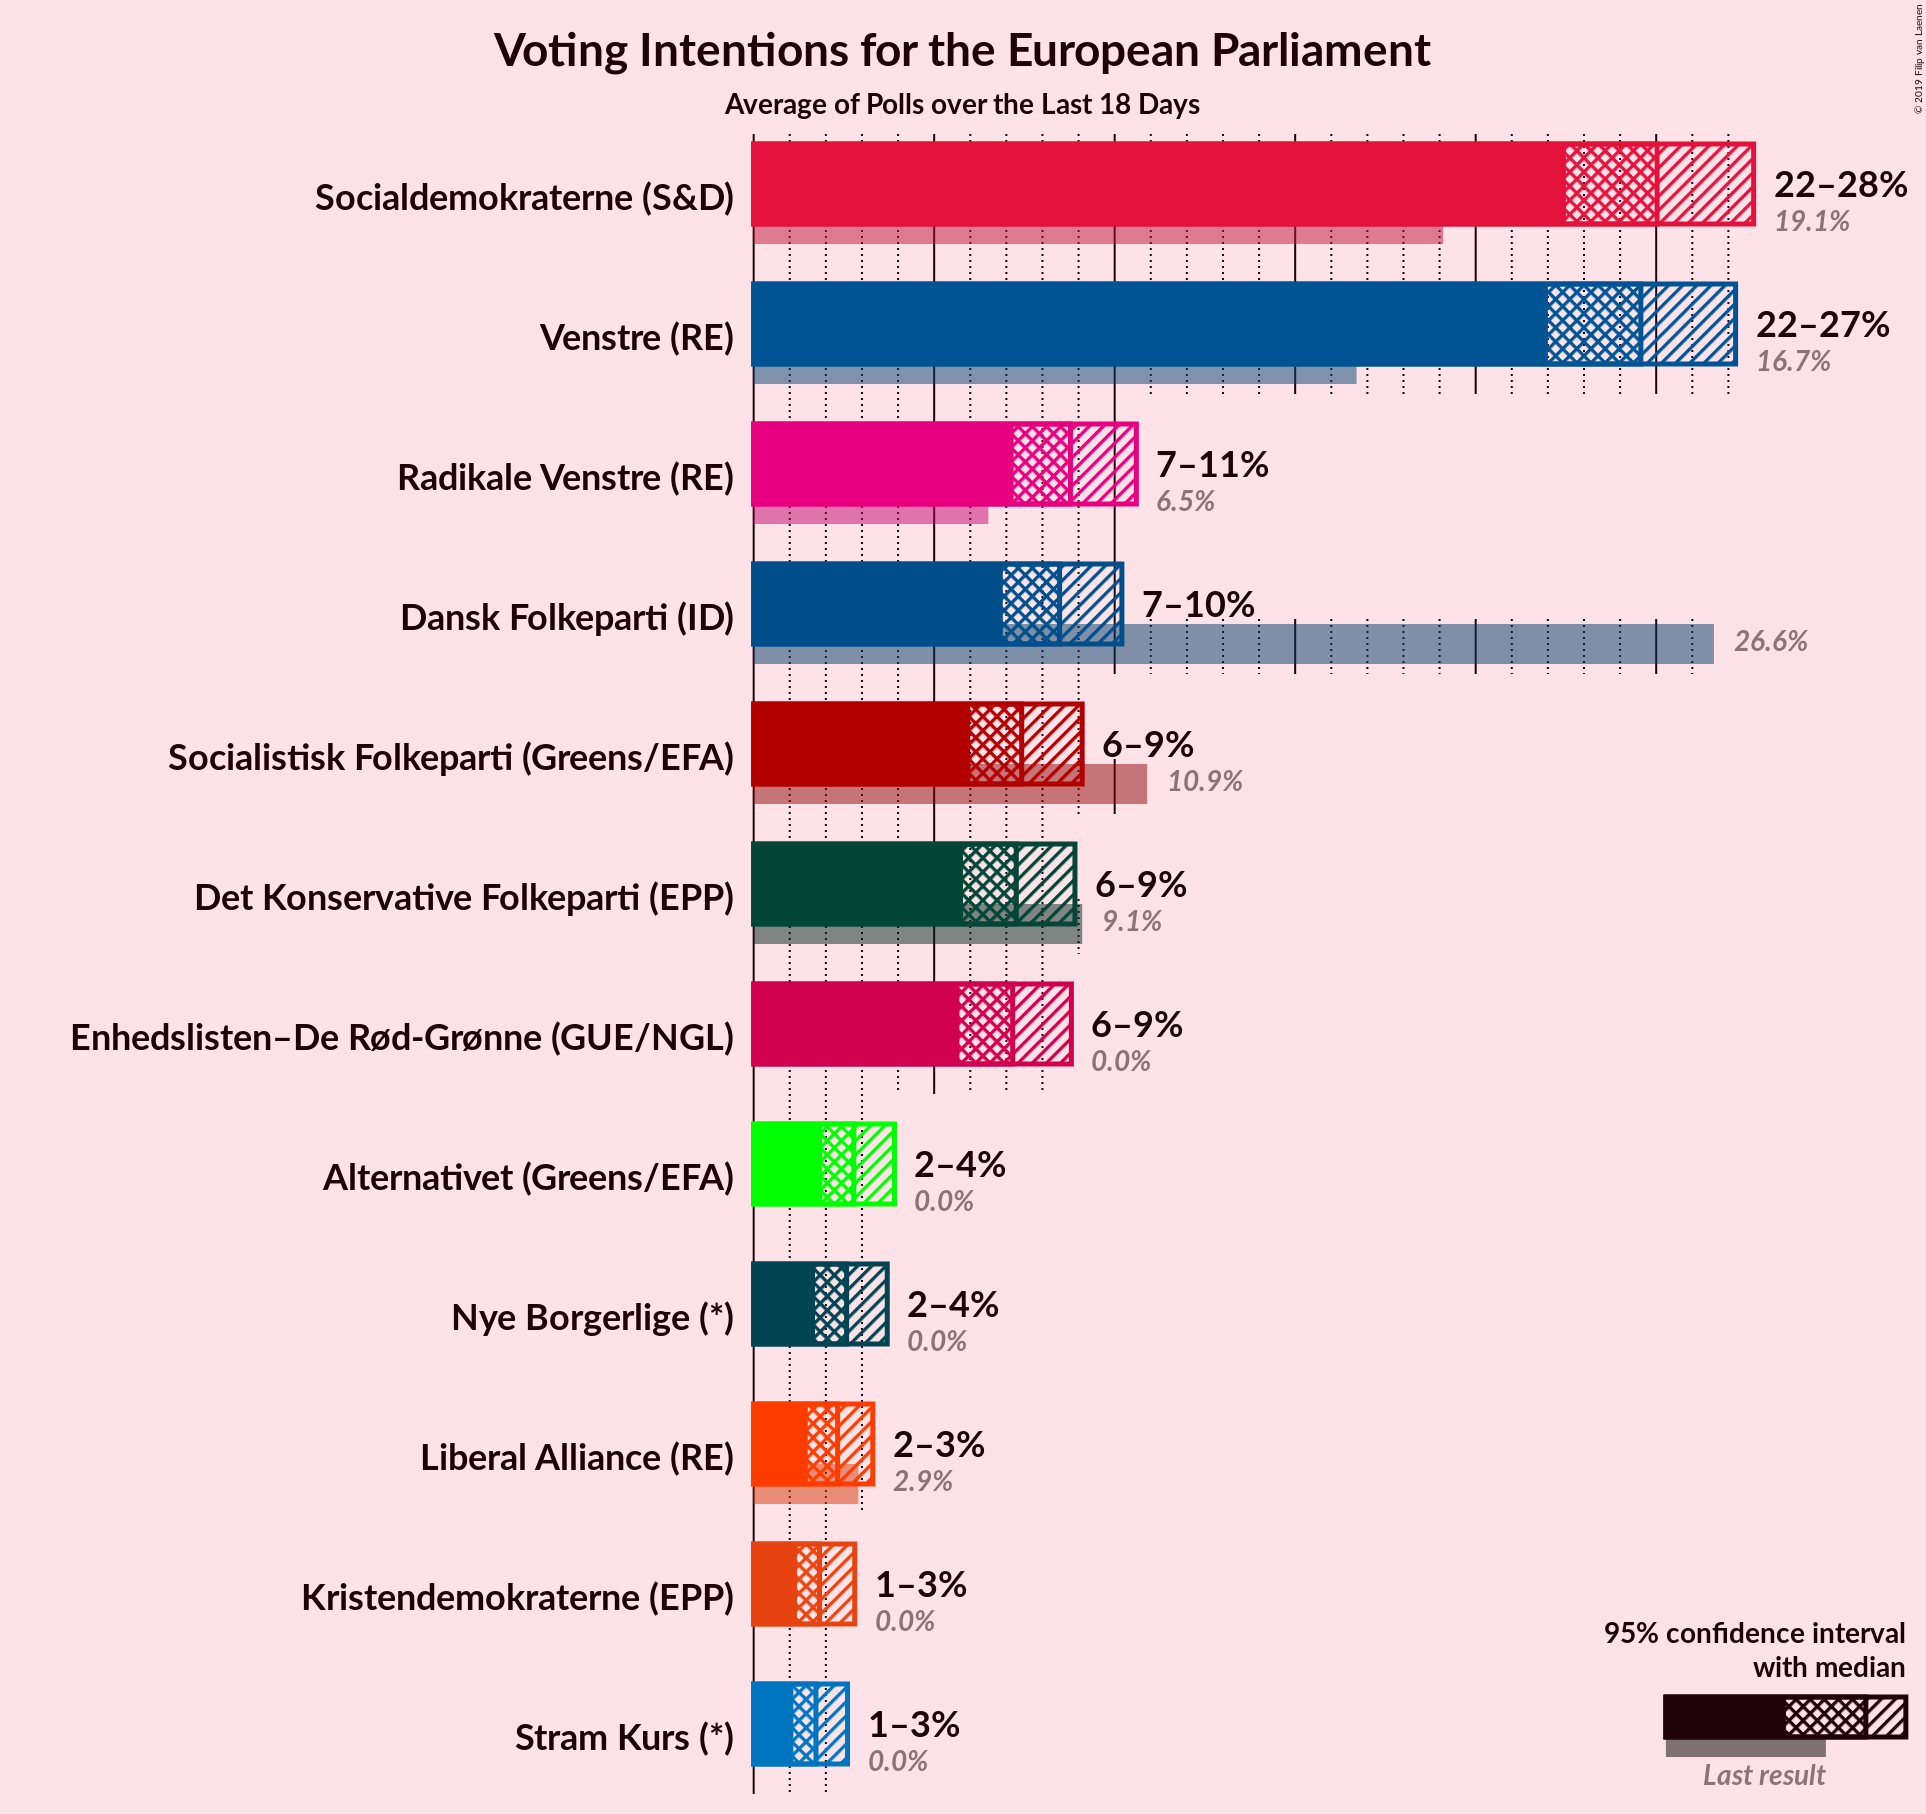 Voting Intentions for the European Parliament
Average of Polls over the Last 18 Days
© 2019 Filip van Laenen
Socialdemokraterne (S&D)
22–28%
19.1%
Venstre (RE)
22–27%
16.7%
Radikale Venstre (RE)
7–11%
6.5%
Dansk Folkeparti (ID)
7–10%
26.6%
Socialistisk Folkeparti (Greens/EFA)
6–9%
10.9%
Det Konservative Folkeparti (EPP)
6–9%
9.1%
Enhedslisten–De Rød-Grønne (GUE/NGL)
6–9%
0.0%
Alternativet (Greens/EFA)
2–4%
0.0%
Nye Borgerlige (*)
2–4%
0.0%
Liberal Alliance (RE)
2–3%
2.9%
Kristendemokraterne (EPP)
1–3%
0.0%
Stram Kurs (*)
1–3%
0.0%
95% confidence interval
with median
Last result